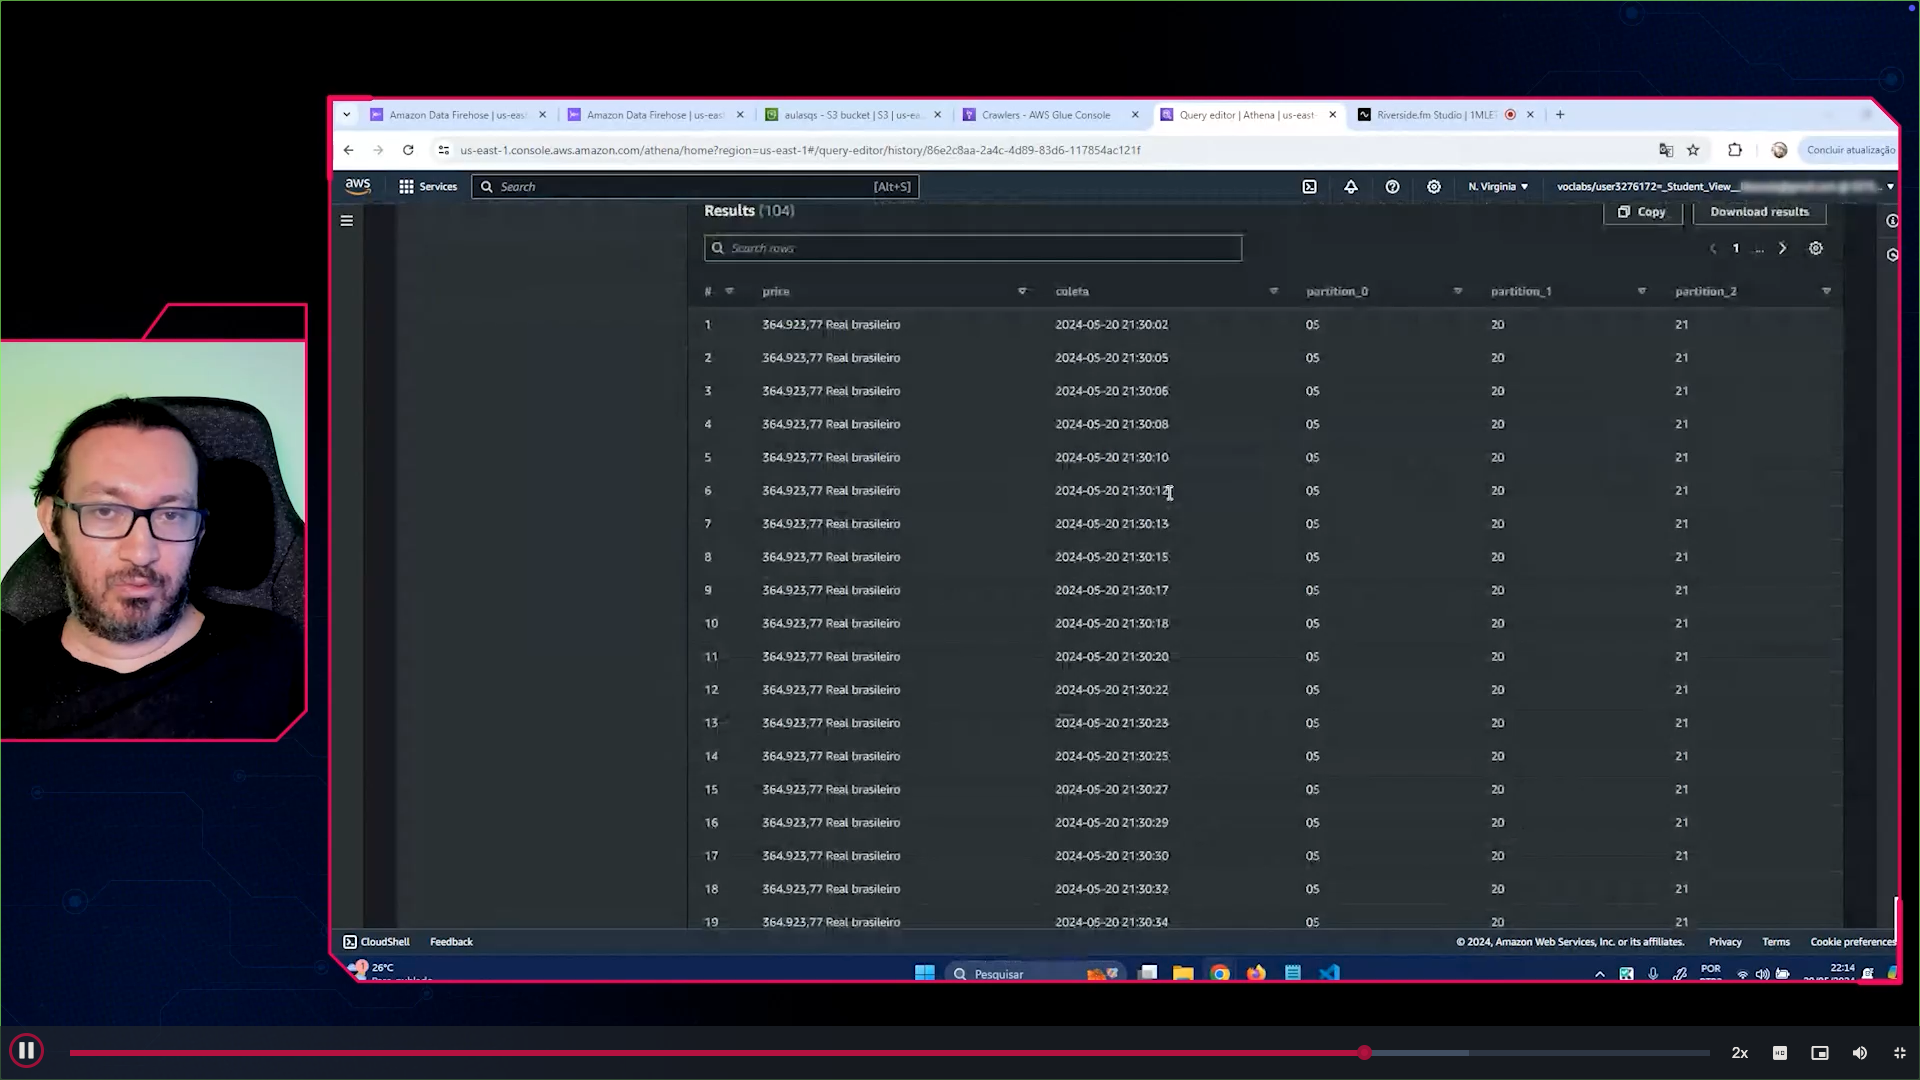 Amazon Data Firehose | us-eas
Amazon Data Firehose | us-eas
aulasqs - S3 bucket | S3 | us-ea
Crawlers - AWS Glue Console
Query editor | Athena | us-east-
Riverside.fm Studio | 1MLE
us-east-1.console.aws.amazon.com/athena/home?region=us-east-1#/query-editor/history/86e2c8aa-2a4c-4d89-83d6-117854ac121f
Concluir atualização
aws Services Search [Alt+S] N. Virginia voclabs/user3276172=_Student_View_
Results (104) Copy Download results
Search rows 1 ...
# price coleta partition_0 partition_1 partition_2
1 364.923,77 Real brasileiro 2024-05-20 21:30:02 05 20 21
2 364.923,77 Real brasileiro 2024-05-20 21:30:05 05 20 21
3 364.923,77 Real brasileiro 2024-05-20 21:30:06 05 20 21
4 364.923,77 Real brasileiro 2024-05-20 21:30:08 05 20 21
5 364.923,77 Real brasileiro 2024-05-20 21:30:10 05 20 21
6 364.923,77 Real brasileiro 2024-05-20 21:30:12 05 20 21
7 364.923,77 Real brasileiro 2024-05-20 21:30:13 05 20 21
8 364.923,77 Real brasileiro 2024-05-20 21:30:15 05 20 21
9 364.923,77 Real brasileiro 2024-05-20 21:30:17 05 20 21
10 364.923,77 Real brasileiro 2024-05-20 21:30:18 05 20 21
11 364.923,77 Real brasileiro 2024-05-20 21:30:20 05 20 21
12 364.923,77 Real brasileiro 2024-05-20 21:30:22 05 20 21
13 364.923,77 Real brasileiro 2024-05-20 21:30:23 05 20 21
14 364.923,77 Real brasileiro 2024-05-20 21:30:25 05 20 21
15 364.923,77 Real brasileiro 2024-05-20 21:30:27 05 20 21
16 364.923,77 Real brasileiro 2024-05-20 21:30:29 05 20 21
17 364.923,77 Real brasileiro 2024-05-20 21:30:30 05 20 21
18 364.923,77 Real brasileiro 2024-05-20 21:30:32 05 20 21
19 364.923,77 Real brasileiro 2024-05-20 21:30:34 05 20 21
CloudShell Feedback © 2024, Amazon Web Services, Inc. or its affiliates. Privacy Terms Cookie preferences
26°C Pesquisar POR 22:14
2x HD